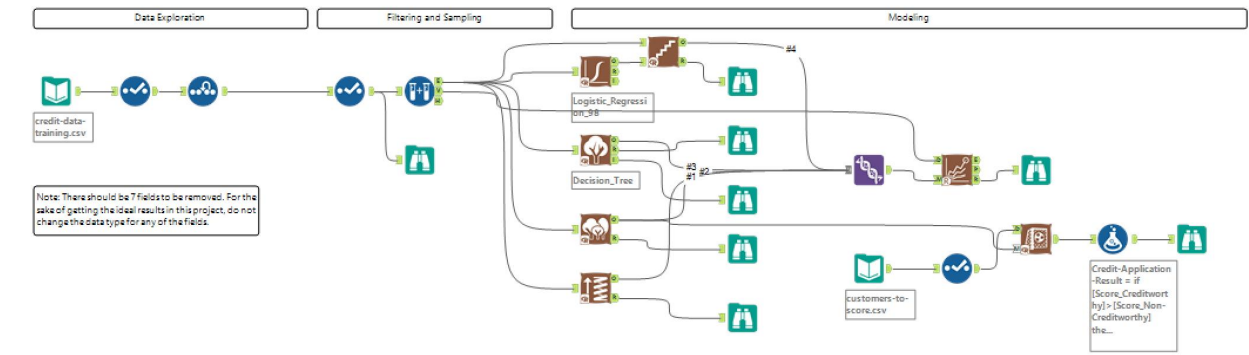 Data Exploration
Filtering and Sampling
Modeling
credit-data-
training.csv
Note: There should be 7 fields to be removed. For the
sake of getting the ideal results in this project, do not
change the data type for any of the fields.
Logistic_Regressi
on_98
Decision_Tree
#4
#3
#1
#2
customers-to-
score.csv
Credit-Application
-Result = if
[Score_Creditwort
hy]>[Score_Non-
Creditworthy]
the...